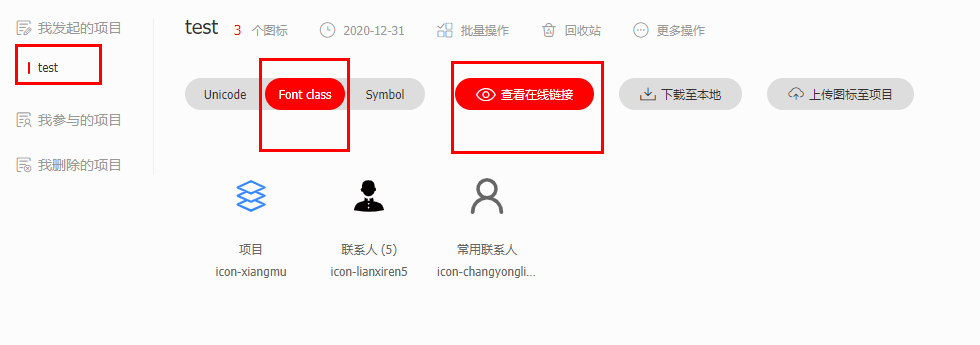 我发起的项目
test
我参与的项目
我删除的项目
test 3 个图标 2020-12-31 批量操作 回收站 更多操作
Unicode Font class Symbol 查看在线链接 下载至本地 上传图标至项目
项目 联系人 (5) 常用联系人
icon-xiangmu icon-lianxiren5 icon-changyongli...